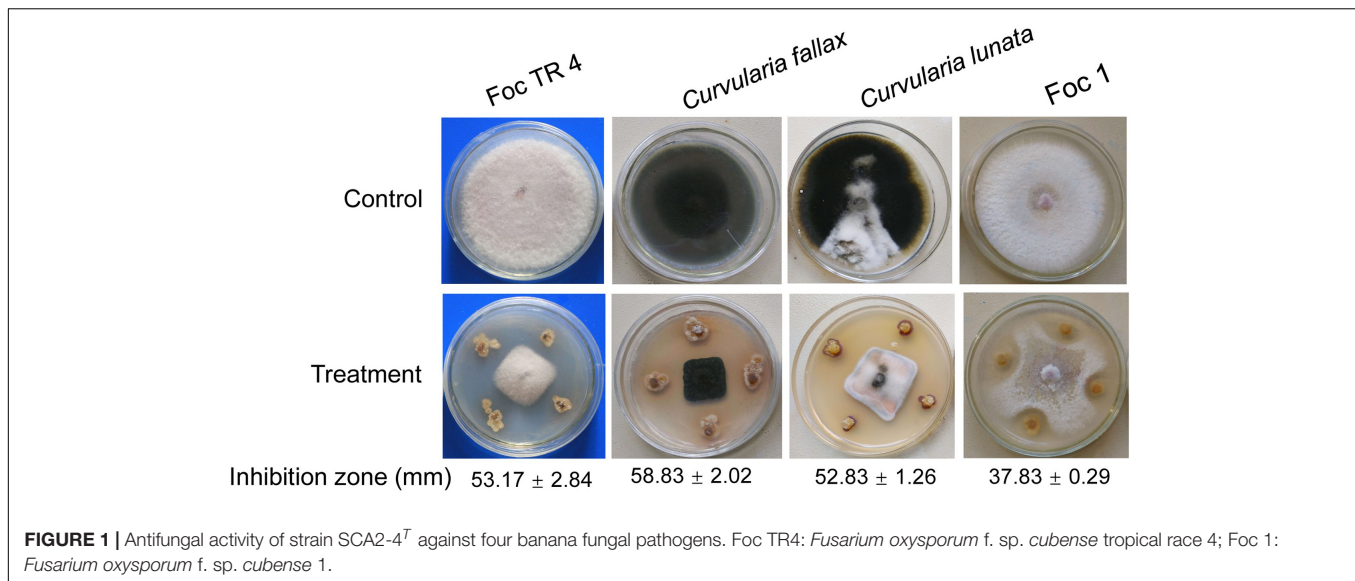 Foc TR 4 Curvularia fallax Curvularia lunata Foc 1
Control
Treatment
Inhibition zone (mm) 53.17 ± 2.84 58.83 ± 2.02 52.83 ± 1.26 37.83 ± 0.29
FIGURE 1 | Antifungal activity of strain SCA2-4ᵀ against four banana fungal pathogens. Foc TR4: Fusarium oxysporum f. sp. cubense tropical race 4; Foc 1:
Fusarium oxysporum f. sp. cubense 1.